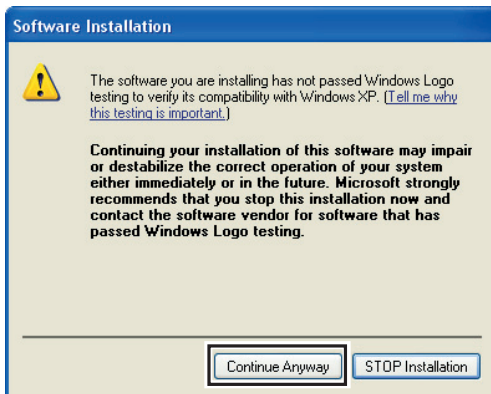 Software Installation
The software you are installing has not passed Windows Logo
testing to verify its compatibility with Windows XP. (Tell me why
this testing is important.)
Continuing your installation of this software may impair
or destabilize the correct operation of your system
either immediately or in the future. Microsoft strongly
recommends that you stop this installation now and
contact the software vendor for software that has
passed Windows Logo testing.
Continue Anyway
STOP Installation